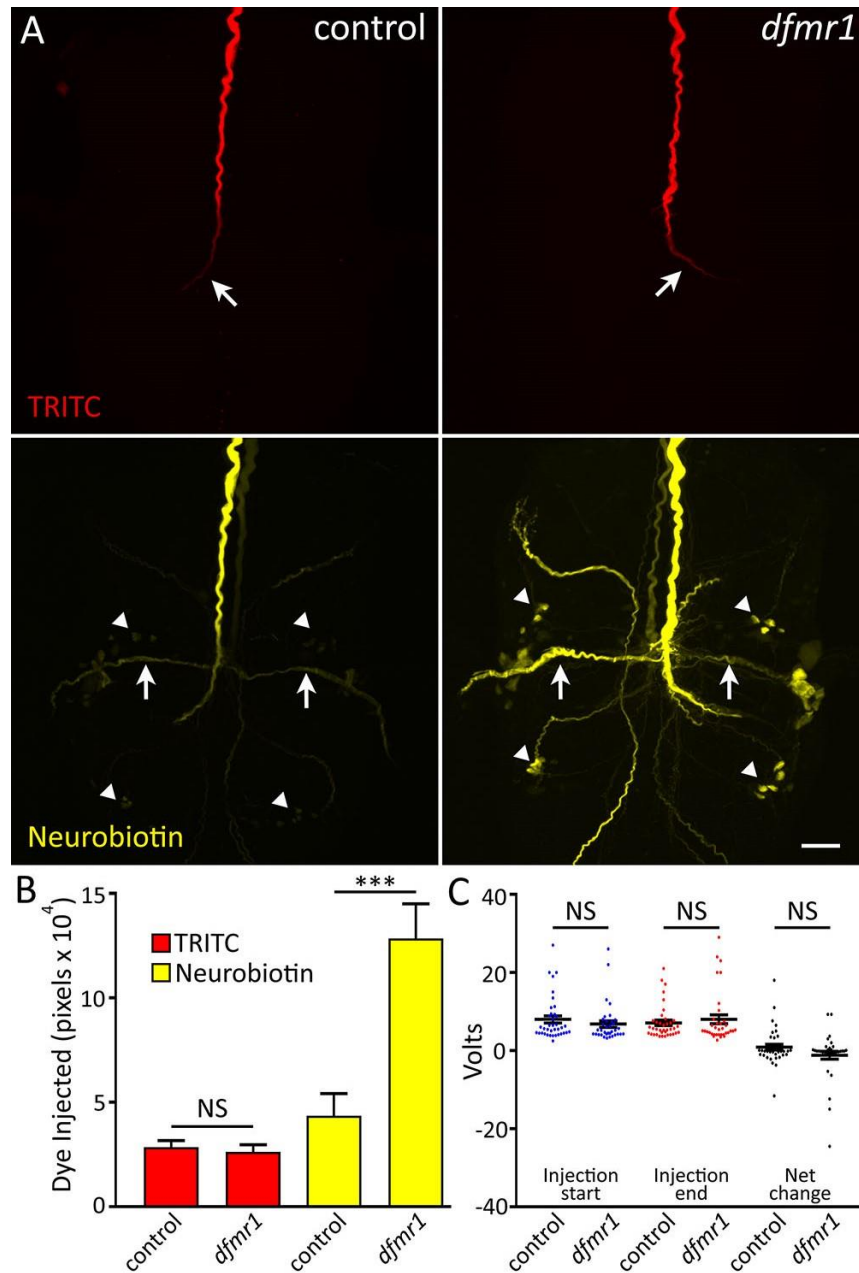 A
control
dfmr1
TRITC
Neurobiotin
B
Dye Injected (pixels x 10⁴)
15
10
5
0
TRITC
Neurobiotin
NS
***
control
dfmr1
control
dfmr1
C
Volts
40
20
0
-20
-40
NS
NS
NS
Injection
start
Injection
end
Net
change
control
dfmr1
control
dfmr1
control
dfmr1